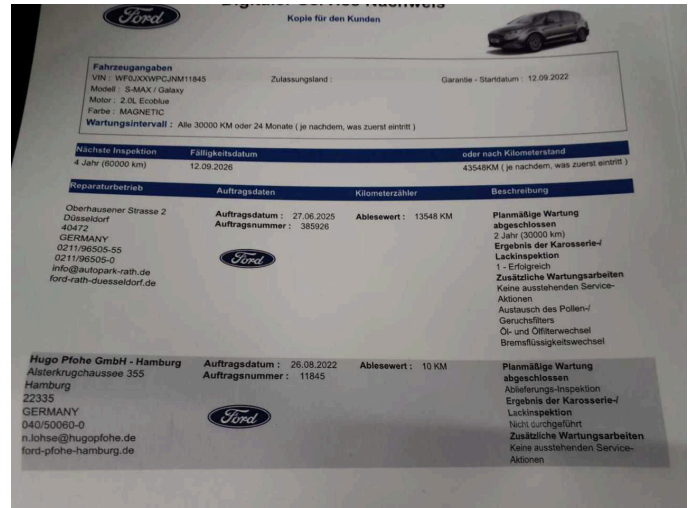 Ford
Digitaler Service Nachweis
Kopie für den Kunden
Fahrzeugangaben
VIN : WF0JXXWPCJNM11845 Zulassungsland : Garantie - Startdatum : 12.09.2022
Modell : S-MAX / Galaxy
Motor : 2.0L Ecoblue
Farbe : MAGNETIC
Wartungsintervall : Alle 30000 KM oder 24 Monate ( je nachdem, was zuerst eintritt )
Nächste Inspektion Fälligkeitsdatum oder nach Kilometerstand
4 Jahr (60000 km) 12.09.2026 43548KM ( je nachdem, was zuerst eintritt )
Reparaturbetrieb Auftragsdaten Kilometerzähler Beschreibung
Oberhausener Strasse 2
Düsseldorf
40472
GERMANY
0211/96505-55
0211/96505-0
info@autopark-rath.de
ford-rath-duesseldorf.de
Auftragsdatum : 27.06.2025
Auftragsnummer : 385926
Ford
Ablesewert : 13548 KM
Planmäßige Wartung
abgeschlossen
2 Jahr (30000 km)
Ergebnis der Karosserie-/
Lackinspektion
1 - Erfolgreich
Zusätzliche Wartungsarbeiten
Keine ausstehenden Service-
Aktionen
Austausch des Pollen-/
Geruchsfilters
Öl- und Ölfilterwechsel
Bremsflüssigkeitswechsel
Hugo Pfohe GmbH - Hamburg
Alsterkrugchaussee 355
Hamburg
22335
GERMANY
040/50060-0
n.lohse@hugopfohe.de
ford-pfohe-hamburg.de
Auftragsdatum : 26.08.2022
Auftragsnummer : 11845
Ford
Ablesewert : 10 KM
Planmäßige Wartung
abgeschlossen
Ablieferungs-Inspektion
Ergebnis der Karosserie-/
Lackinspektion
Nicht durchgeführt
Zusätzliche Wartungsarbeiten
Keine ausstehenden Service-
Aktionen